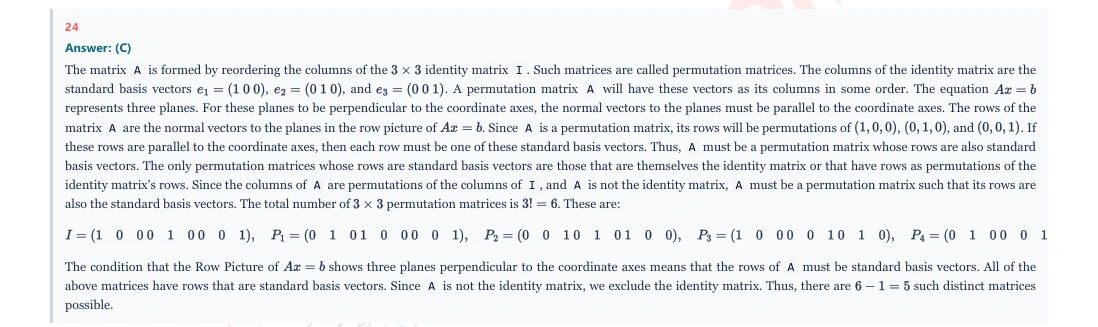 24
Answer: (C)
The matrix A is formed by reordering the columns of the 3 × 3 identity matrix I . Such matrices are called permutation matrices. The columns of the identity matrix are the
standard basis vectors e₁ = (1 0 0), e₂ = (0 1 0), and e₃ = (0 0 1). A permutation matrix A will have these vectors as its columns in some order. The equation Ax = b
represents three planes. For these planes to be perpendicular to the coordinate axes, the normal vectors to the planes must be parallel to the coordinate axes. The rows of the
matrix A are the normal vectors to the planes in the row picture of Ax = b. Since A is a permutation matrix, its rows will be permutations of (1, 0, 0), (0, 1, 0), and (0, 0, 1). If
these rows are parallel to the coordinate axes, then each row must be one of these standard basis vectors. Thus, A must be a permutation matrix whose rows are also standard
basis vectors. The only permutation matrices whose rows are standard basis vectors are those that are themselves the identity matrix or that have rows as permutations of the
identity matrix's rows. Since the columns of A are permutations of the columns of I , and A is not the identity matrix, A must be a permutation matrix such that its rows are
also the standard basis vectors. The total number of 3 × 3 permutation matrices is 3! = 6. These are:
I = (1 0 0 0 1 0 0 0 1), P₁ = (0 1 0 1 0 0 0 0 1), P₂ = (0 0 1 0 1 0 1 0 0), P₃ = (1 0 0 0 0 1 0 1 0), P₄ = (0 1 0 0 0 1
The condition that the Row Picture of Ax = b shows three planes perpendicular to the coordinate axes means that the rows of A must be standard basis vectors. All of the
above matrices have rows that are standard basis vectors. Since A is not the identity matrix, we exclude the identity matrix. Thus, there are 6 − 1 = 5 such distinct matrices
possible.